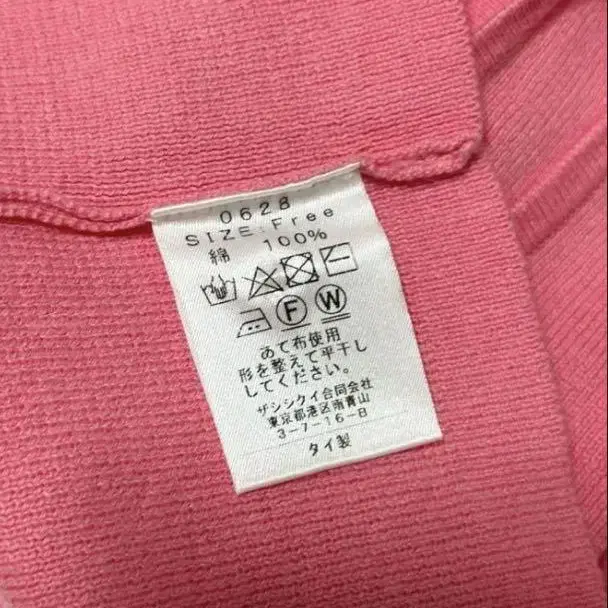 0628
SIZE:Free
綿 100%
F W
あて布使用
形を整えて平干し
してください。
ザシシクイ合同会社
東京都港区南青山
3-7-16-B
タイ製